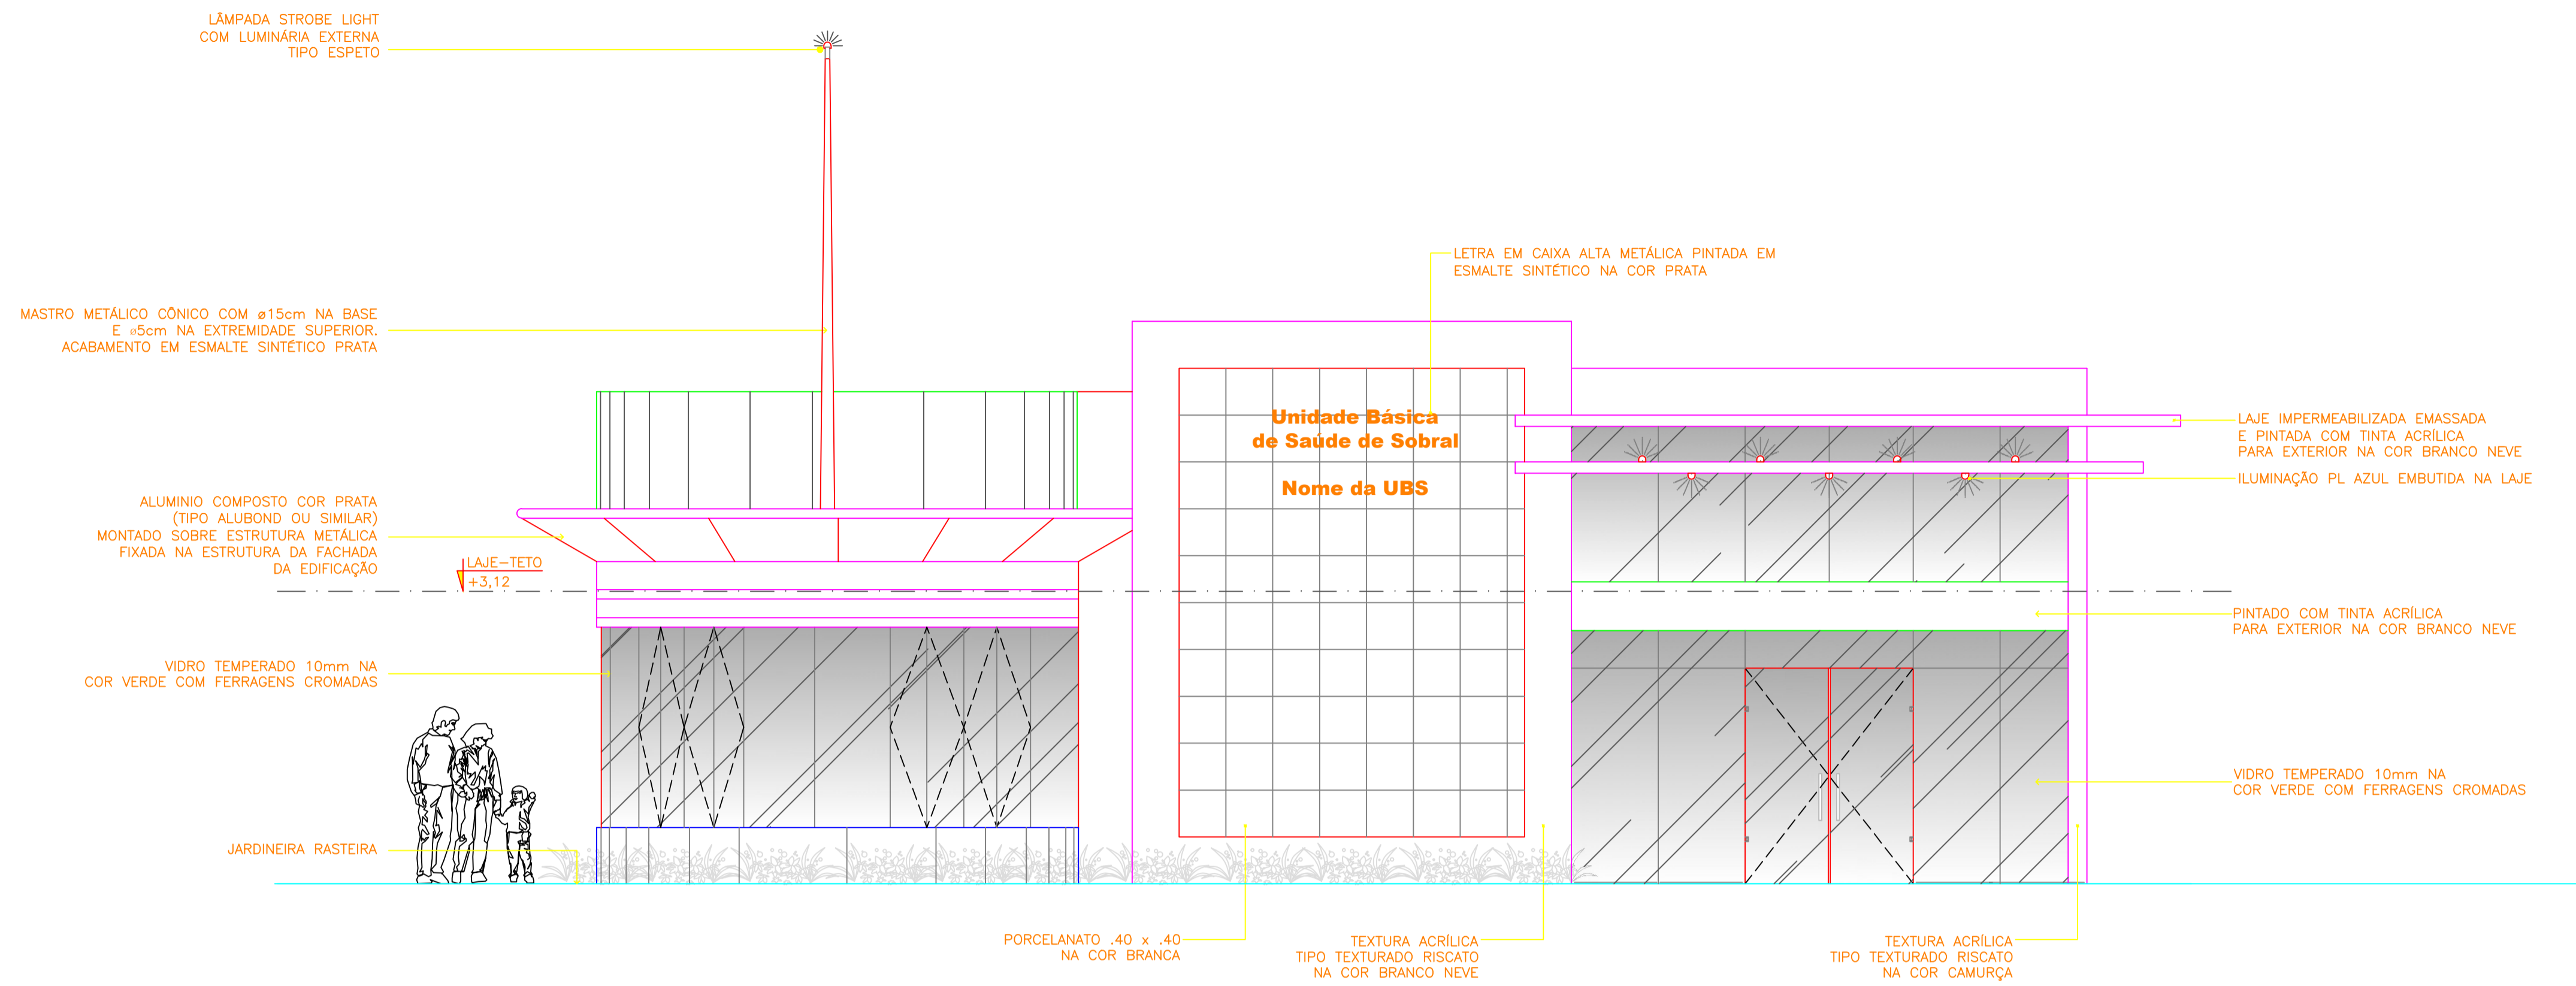 LÂMPADA STROBE LIGHT
COM LUMINÁRIA EXTERNA
TIPO ESPETO
MASTRO METÁLICO CÔNICO COM ø15cm NA BASE
E ø5cm NA EXTREMIDADE SUPERIOR.
ACABAMENTO EM ESMALTE SINTÉTICO PRATA
ALUMINIO COMPOSTO COR PRATA
(TIPO ALUBOND OU SIMILAR)
MONTADO SOBRE ESTRUTURA METÁLICA
FIXADA NA ESTRUTURA DA FACHADA
DA EDIFICAÇÃO
LAJE-TETO
+3,12
VIDRO TEMPERADO 10mm NA
COR VERDE COM FERRAGENS CROMADAS
JARDINEIRA RASTEIRA
LETRA EM CAIXA ALTA METÁLICA PINTADA EM
ESMALTE SINTÉTICO NA COR PRATA
Unidade Básica
de Saúde de Sobral
Nome da UBS
LAJE IMPERMEABILIZADA EMASSADA
E PINTADA COM TINTA ACRÍLICA
PARA EXTERIOR NA COR BRANCO NEVE
ILUMINAÇÃO PL AZUL EMBUTIDA NA LAJE
PINTADO COM TINTA ACRÍLICA
PARA EXTERIOR NA COR BRANCO NEVE
VIDRO TEMPERADO 10mm NA
COR VERDE COM FERRAGENS CROMADAS
PORCELANATO .40 x .40
NA COR BRANCA
TEXTURA ACRÍLICA
TIPO TEXTURADO RISCATO
NA COR BRANCO NEVE
TEXTURA ACRÍLICA
TIPO TEXTURADO RISCATO
NA COR CAMURÇA